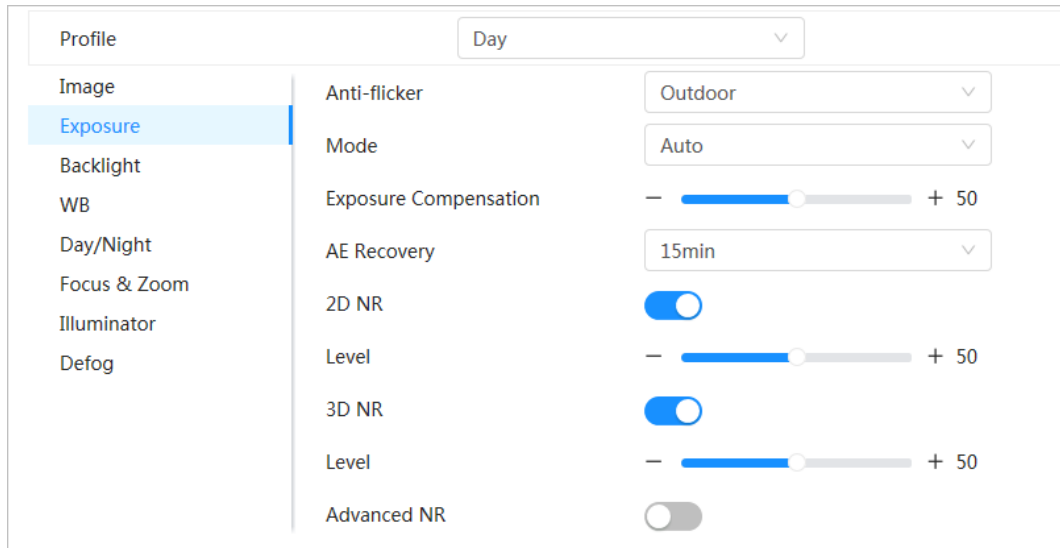 Profile
Day
Image
Exposure
Backlight
WB
Day/Night
Focus & Zoom
Illuminator
Defog
Anti-flicker
Outdoor
Mode
Auto
Exposure Compensation
− + 50
AE Recovery
15min
2D NR
Level
− + 50
3D NR
Level
− + 50
Advanced NR